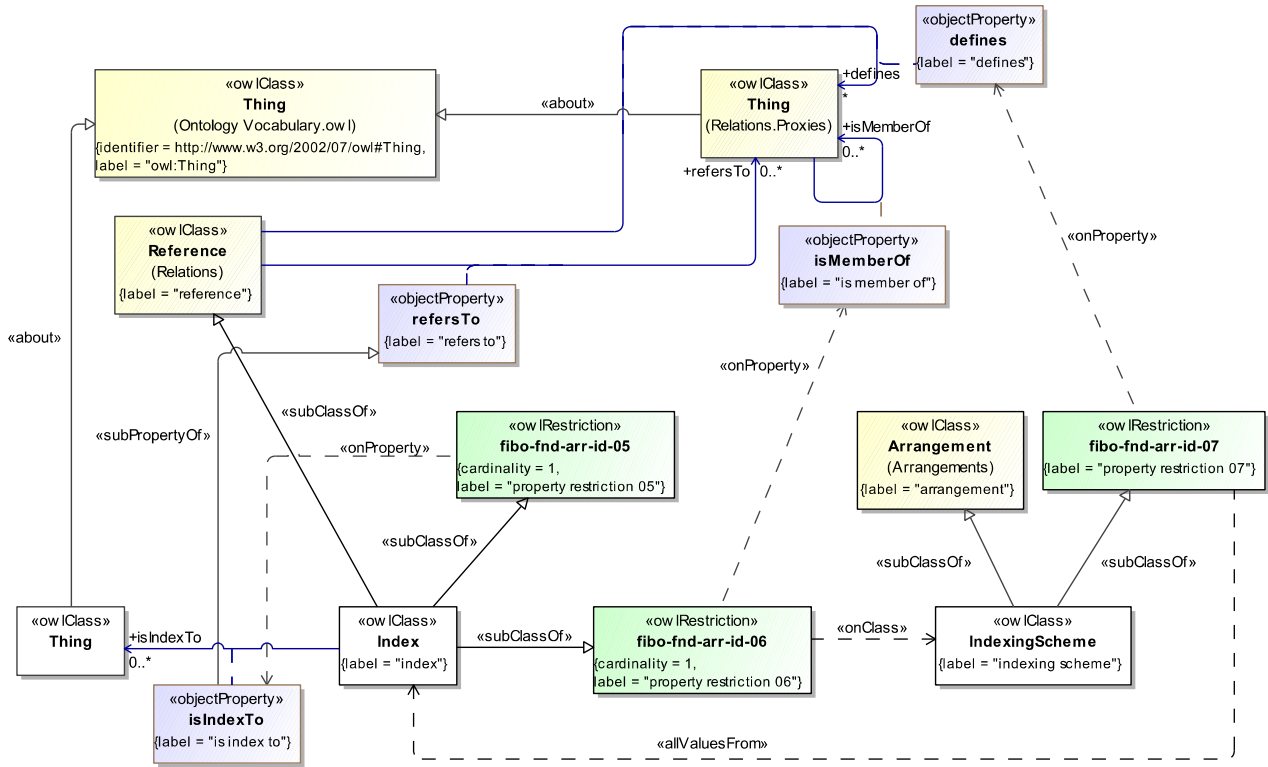 «objectProperty»
defines
{label = "defines"}
«owlClass»
Thing
(Ontology Vocabulary.owl)
{identifier = http://www.w3.org/2002/07/owl#Thing,
label = "owl:Thing"}
«about»
«owlClass»
Thing
(Relations.Proxies)
+defines
*
+isMemberOf
0..*
+refersTo
0..*
«owlClass»
Reference
(Relations)
{label = "reference"}
«objectProperty»
isMemberOf
{label = "is member of"}
«onProperty»
«objectProperty»
refersTo
{label = "refers to"}
«about»
«onProperty»
«subClassOf»
«subPropertyOf»
«onProperty»
«owlRestriction»
fibo-fnd-arr-id-05
{cardinality = 1,
label = "property restriction 05"}
«owlClass»
Arrangement
(Arrangements)
{label = "arrangement"}
«owlRestriction»
fibo-fnd-arr-id-07
{label = "property restriction 07"}
«subClassOf»
«subClassOf»
«subClassOf»
«owlClass»
Thing
+isIndexTo
0..*
«owlClass»
Index
{label = "index"}
«subClassOf»
«owlRestriction»
fibo-fnd-arr-id-06
{cardinality = 1,
label = "property restriction 06"}
«onClass»
«owlClass»
IndexingScheme
{label = "indexing scheme"}
«objectProperty»
isIndexTo
{label = "is index to"}
«allValuesFrom»